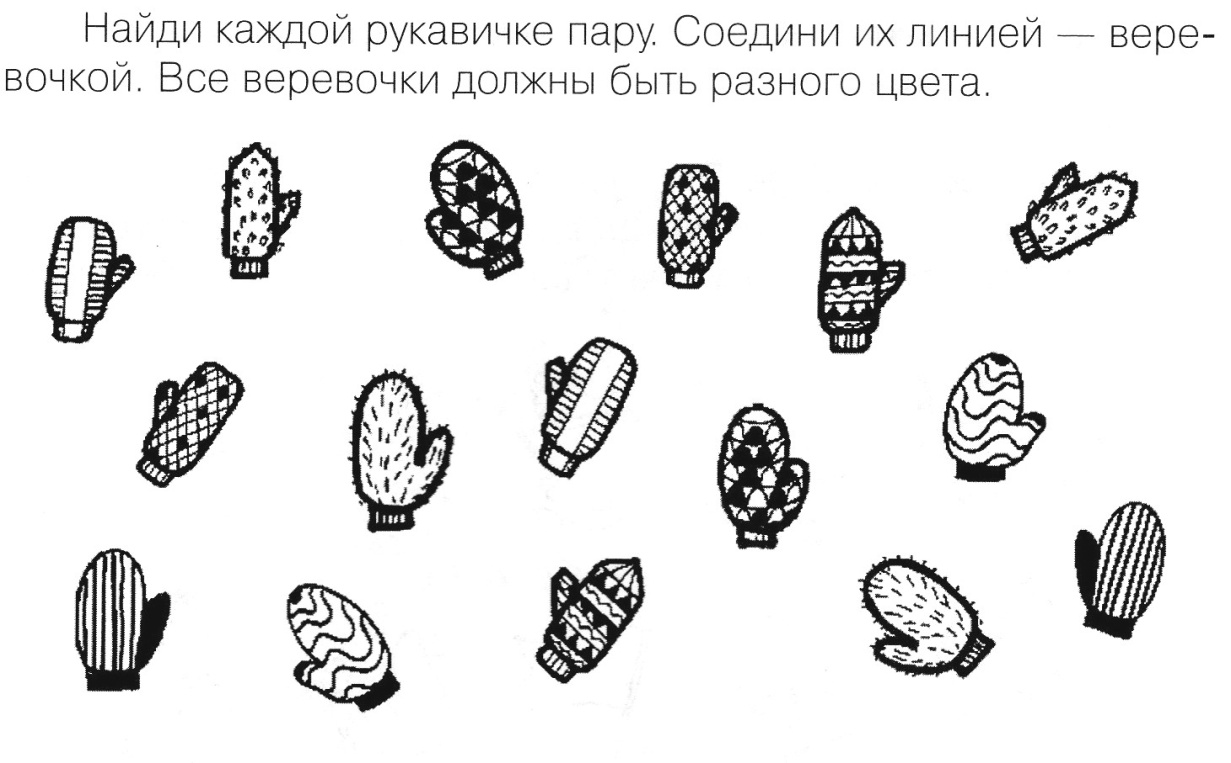 Найди каждой рукавичке пару. Соедини их линией — вере-
вочкой. Все веревочки должны быть разного цвета.